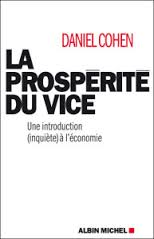 DANIEL COHEN
LA
PROSPÉRITÉ
DU VICE
Une introduction
(inquiète) à l'économie
ALBIN MICHEL